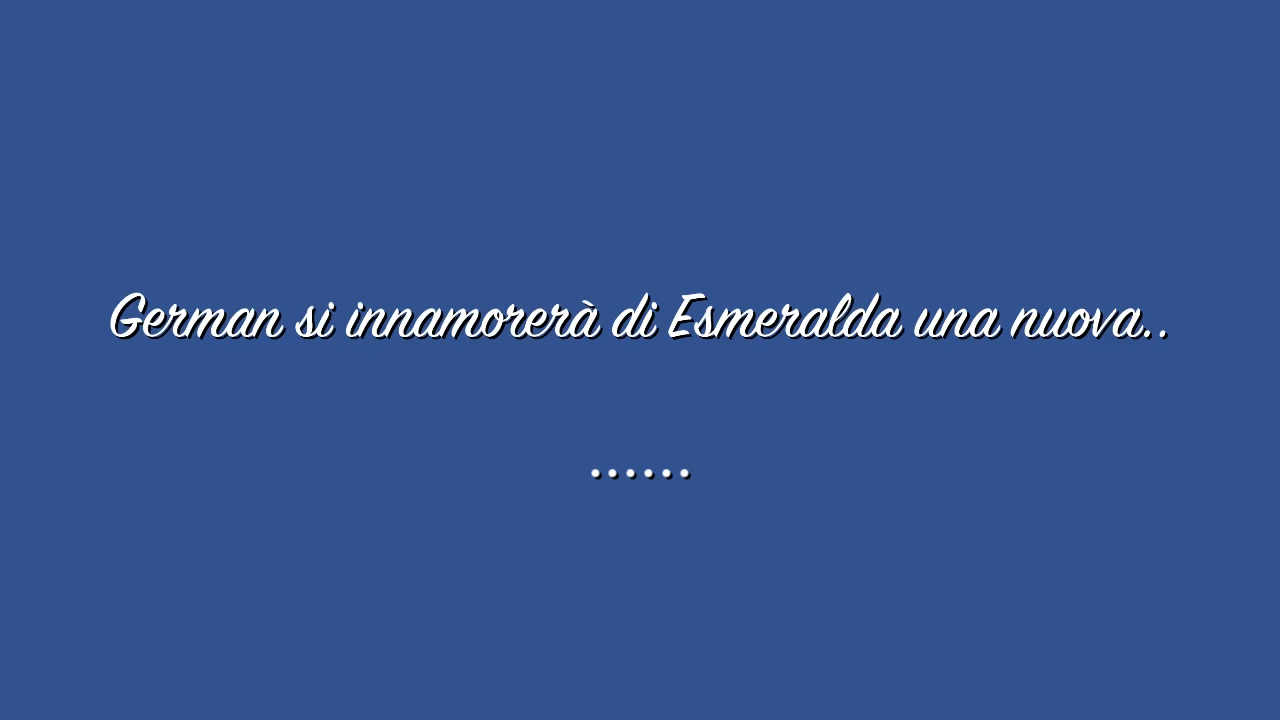 German si innamorerà di Esmeralda una nuova..
......